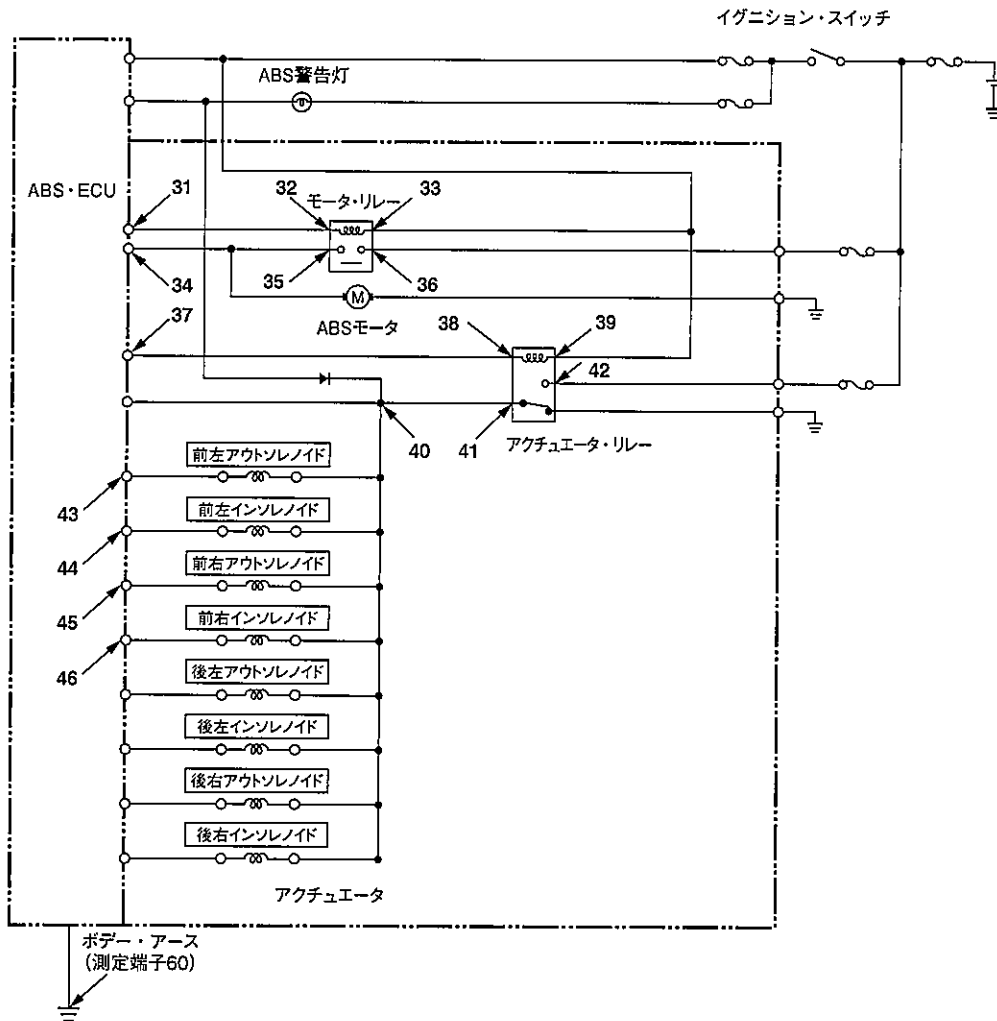 イグニション・スイッチ
ABS警告灯
ABS・ECU
31
32
モータ・リレー
33
34
35
36
ABSモータ
37
38
39
42
40
41
アクチュエータ・リレー
前左アウトソレノイド
43
前左インソレノイド
44
前右アウトソレノイド
45
前右インソレノイド
46
後左アウトソレノイド
後左インソレノイド
後右アウトソレノイド
後右インソレノイド
アクチュエータ
M
ボデー・アース
(測定端子60)